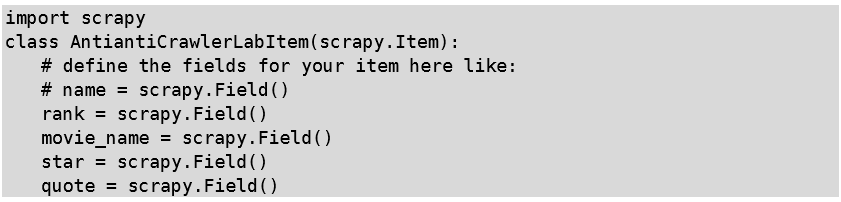 import scrapy
class AntiantiCrawlerLabItem(scrapy.Item):
    # define the fields for your item here like:
    # name = scrapy.Field()
    rank = scrapy.Field()
    movie_name = scrapy.Field()
    star = scrapy.Field()
    quote = scrapy.Field()